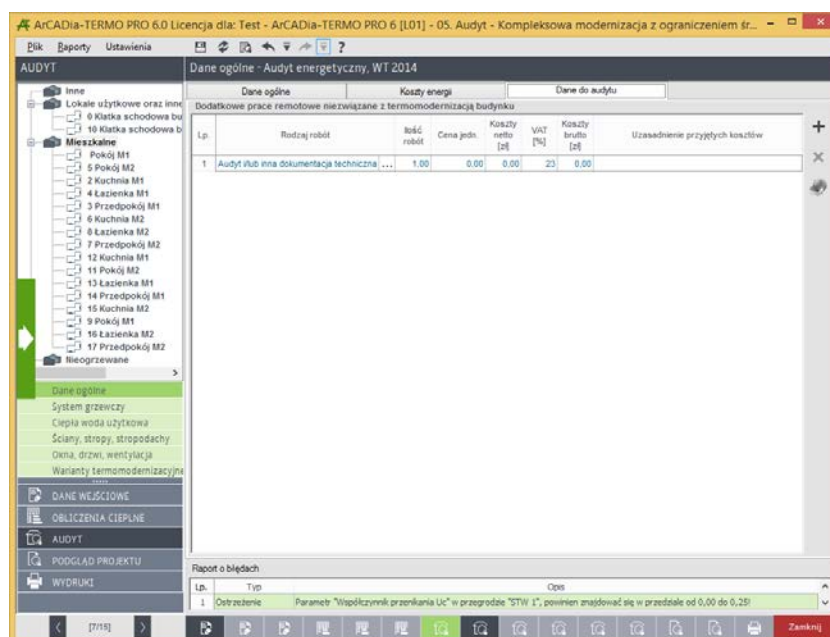 ArCADia-TERMO PRO 6.0 Licencja dla: Test - ArCADia-TERMO PRO 6 [L01] - 05. Audyt - Kompleksowa modernizacja z ograniczeniem śr...
Plik Raporty Ustawienia
AUDYT
Dane ogólne - Audyt energetyczny, WT 2014
Inne
Lokale użytkowe oraz inne
0 Klatka schodowa bu
10 Klatka schodowa b
Mieszkalne
Pokój M1
5 Pokój M2
2 Kuchnia M1
4 Łazienka M1
3 Przedpokój M1
6 Kuchnia M2
8 Łazienka M2
7 Przedpokój M2
12 Kuchnia M1
11 Pokój M2
13 Łazienka M1
14 Przedpokój M1
15 Kuchnia M2
9 Pokój M1
16 Łazienka M2
17 Przedpokój M2
Nieogrzewane
Dane ogólne
System grzewczy
Ciepła woda użytkowa
Ściany, stropy, stropodachy
Okna, drzwi, wentylacja
Warianty termomodernizacyjne
DANE WEJŚCIOWE
OBLICZENIA CIEPLNE
AUDYT
PODGLĄD PROJEKTU
WYDRUKI
[7/15]
Dane ogólne Koszty energii Dane do audytu
Dodatkowe prace remotowe niezwiązane z termomodernizacją budynku
Lp. Rodzaj robót Ilość robót Cena jedn. Koszty netto [zł] VAT [%] Koszty brutto [zł] Uzasadnienie przyjętych kosztów
1 Audyt i/lub inna dokumentacja techniczna ... 1,00 0,00 0,00 23 0,00
Raport o błędach
Lp. Typ Opis
1 Ostrzeżenie Parametr "Współczynnik przenikania Uc" w przegrodzie "STW 1", powinien znajdować się w przedziale od 0,00 do 0,25!
Zamknij